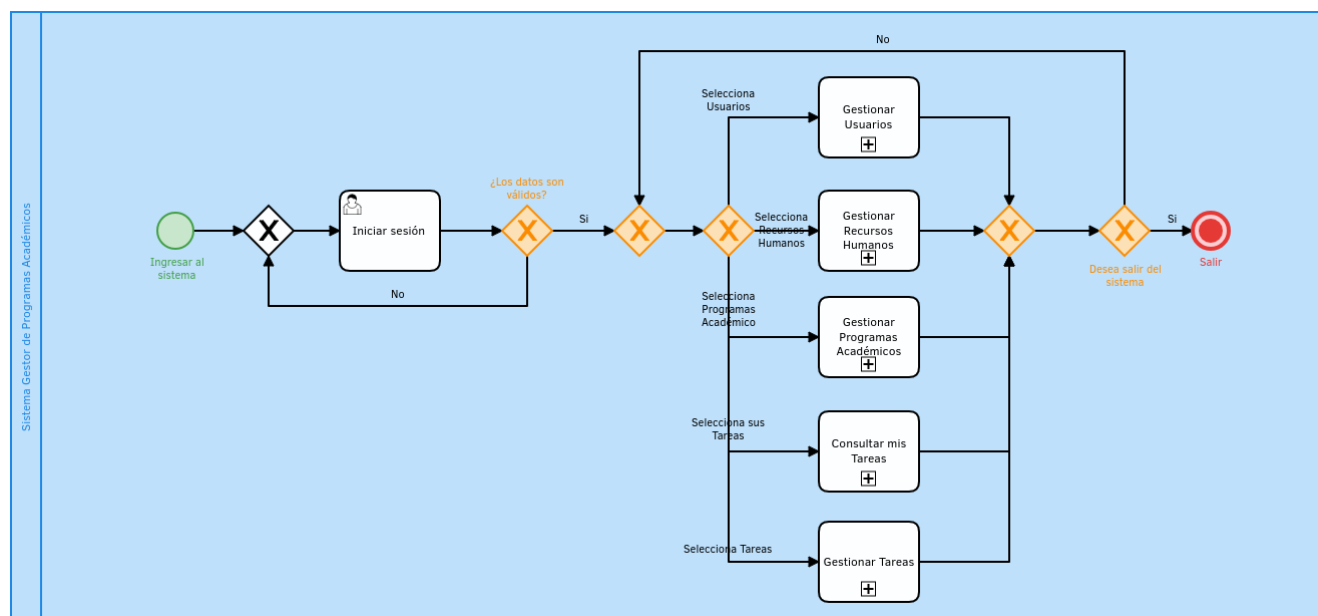 Sistema Gestor de Programas Académicos
Ingresar al
sistema
Iniciar sesión
¿Los datos son
válidos?
Si
No
No
Selecciona
Usuarios
Gestionar
Usuarios
Selecciona
Recursos
Humanos
Gestionar
Recursos
Humanos
Selecciona
Programas
Académico
Gestionar
Programas
Académicos
Selecciona sus
Tareas
Consultar mis
Tareas
Selecciona Tareas
Gestionar Tareas
Desea salir del
sistema
Si
Salir